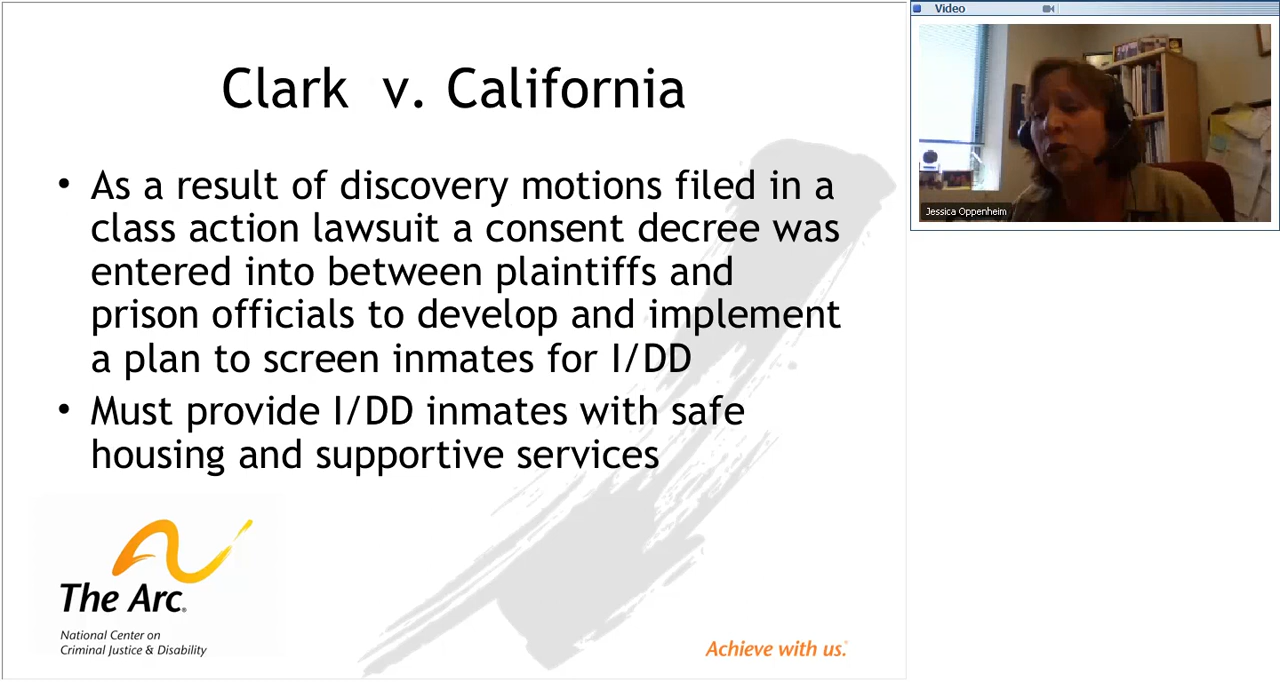 Clark v. California
• As a result of discovery motions filed in a
class action lawsuit a consent decree was
entered into between plaintiffs and
prison officials to develop and implement
a plan to screen inmates for I/DD
• Must provide I/DD inmates with safe
housing and supportive services
The Arc®
National Center on
Criminal Justice & Disability
Achieve with us.®
Video
Jessica Oppenheim